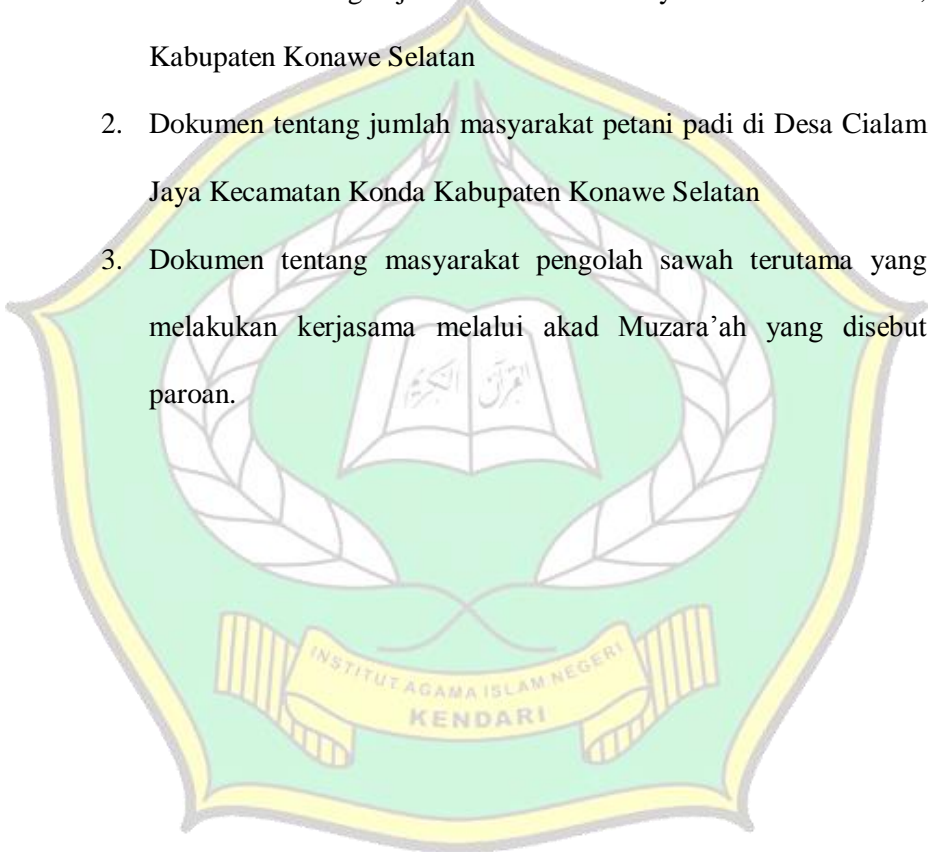 Kabupaten Konawe Selatan
2. Dokumen tentang jumlah masyarakat petani padi di Desa Cialam
Jaya Kecamatan Konda Kabupaten Konawe Selatan
3. Dokumen tentang masyarakat pengolah sawah terutama yang
melakukan kerjasama melalui akad Muzara’ah yang disebut
paroan.
القرآن الكريم
INSTITUT AGAMA ISLAM NEGERI
KENDARI